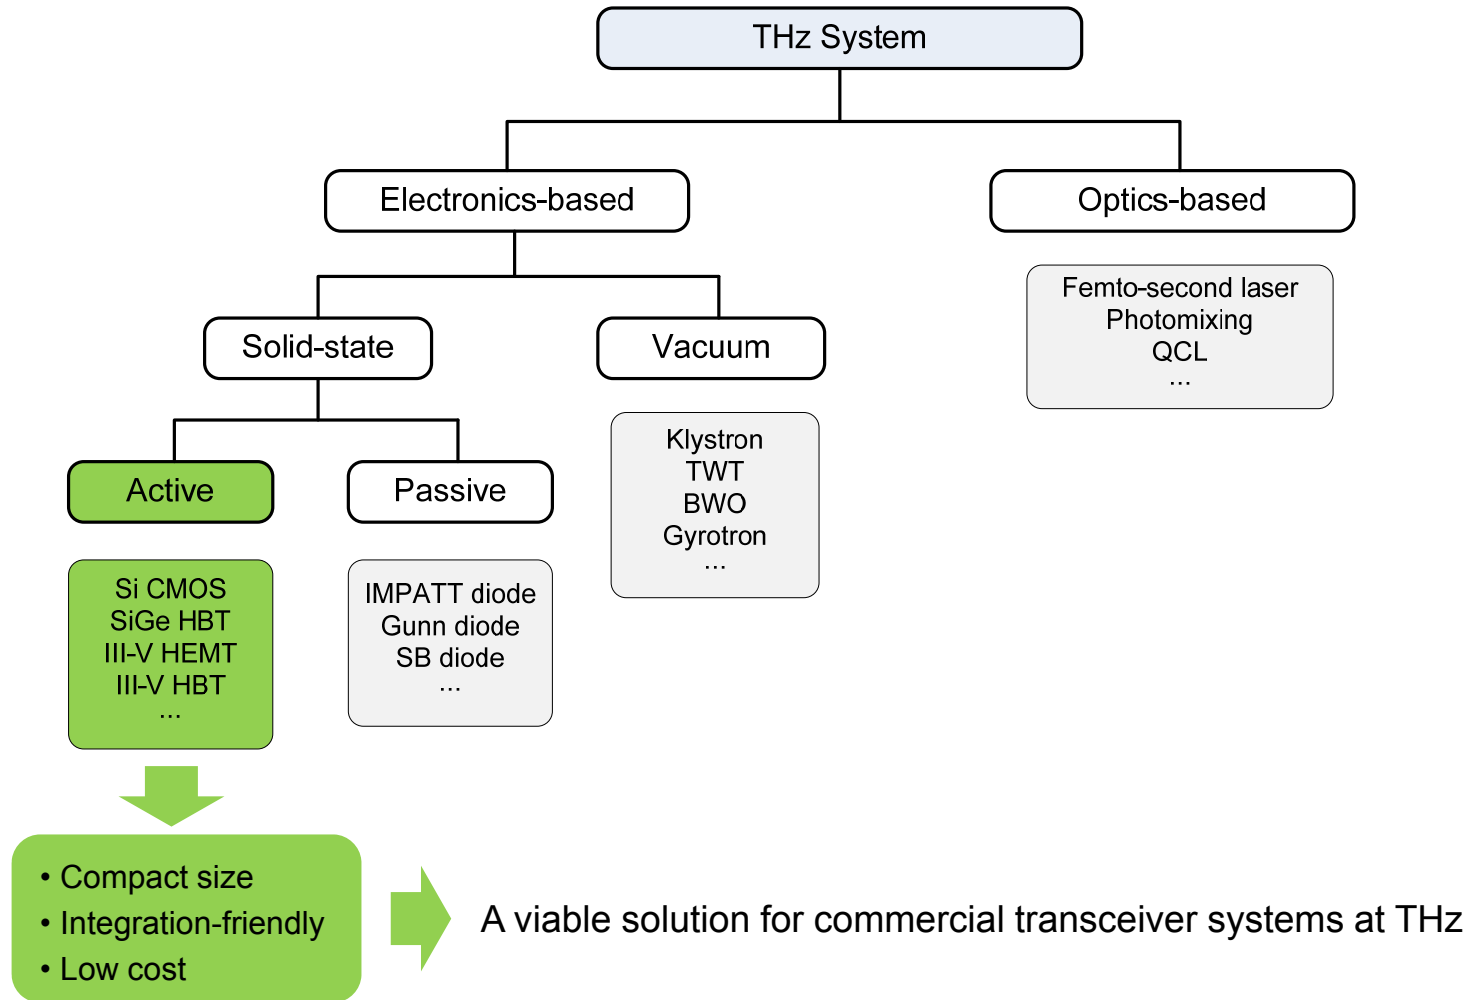 THz System
Electronics-based
Optics-based
Femto-second laser
Photomixing
QCL
...
Solid-state
Vacuum
Klystron
TWT
BWO
Gyrotron
...
Active
Passive
Si CMOS
SiGe HBT
III-V HEMT
III-V HBT
...
IMPATT diode
Gunn diode
SB diode
...
• Compact size
• Integration-friendly
• Low cost
A viable solution for commercial transceiver systems at THz